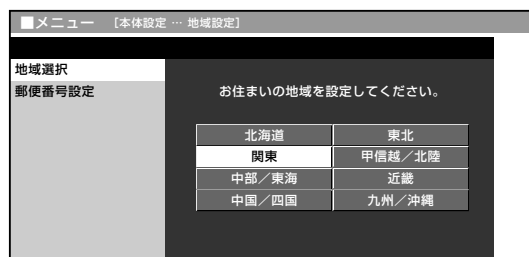 ■メニュー [本体設定 … 地域設定]
地域選択
郵便番号設定
お住まいの地域を設定してください。
北海道 東北
関東 甲信越／北陸
中部／東海 近畿
中国／四国 九州／沖縄